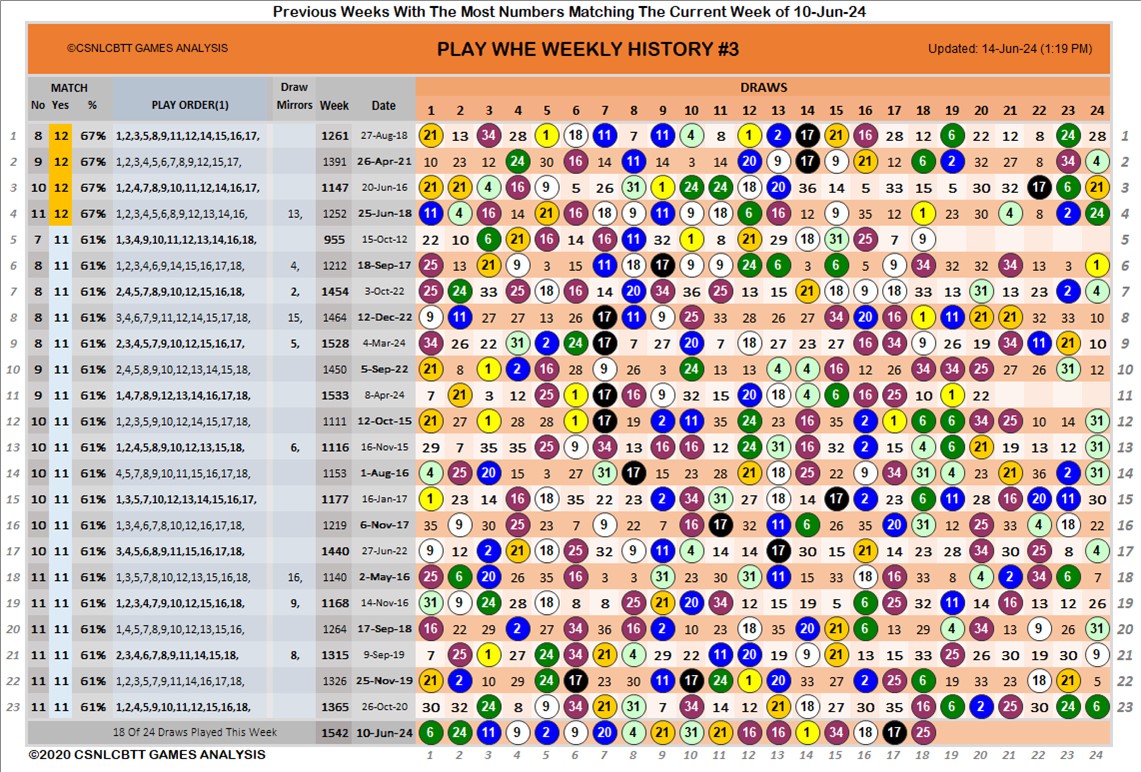 Previous Weeks With The Most Numbers Matching The Current Week of 10-Jun-24
©CSNLCBTT GAMES ANALYSIS PLAY WHE WEEKLY HISTORY #3 Updated: 14-Jun-24 (1:19 PM)
MATCH Draw DRAWS
No Yes % PLAY ORDER(1) Mirrors Week Date 1 2 3 4 5 6 7 8 9 10 11 12 13 14 15 16 17 18 19 20 21 22 23 24
1 8 12 67% 1,2,3,5,8,9,11,12,14,15,16,17, 1261 27-Aug-18 21 13 34 28 1 18 11 7 11 4 8 1 2 17 21 16 28 12 6 22 12 8 24 28 1
2 9 12 67% 1,2,3,4,5,6,7,8,9,12,15,17, 1391 26-Apr-21 10 23 12 24 30 16 14 11 14 3 14 20 9 17 9 21 12 6 2 32 27 8 34 4 2
3 10 12 67% 1,2,4,7,8,9,10,11,12,14,16,17, 1147 20-Jun-16 21 21 4 16 9 5 26 31 1 24 24 18 20 36 14 5 33 15 5 30 32 17 6 21 3
4 11 12 67% 1,2,3,4,5,6,8,9,12,13,14,16, 13, 1252 25-Jun-18 11 4 16 14 21 16 18 9 11 9 18 6 16 12 9 35 12 1 23 30 4 8 2 24 4
5 7 11 61% 1,3,4,9,10,11,12,13,14,16,18, 955 15-Oct-12 22 10 6 21 16 14 16 11 32 1 8 21 29 18 31 25 7 9 5
6 8 11 61% 1,2,3,4,6,9,14,15,16,17,18, 4, 1212 18-Sep-17 25 13 21 9 3 15 11 18 17 9 9 24 6 3 6 5 9 34 32 32 34 13 3 1 6
7 8 11 61% 2,4,5,7,8,9,10,12,15,16,18, 2, 1454 3-Oct-22 25 24 33 25 18 16 14 20 34 36 25 13 15 21 18 9 18 33 13 31 13 23 2 4 7
8 8 11 61% 3,4,6,7,9,11,12,14,15,17,18, 15, 1464 12-Dec-22 9 11 27 27 13 26 17 11 9 25 33 28 26 27 34 20 16 1 11 21 21 32 33 10 8
9 8 11 61% 2,3,4,5,7,9,10,12,15,16,17, 5, 1528 4-Mar-24 34 26 22 31 2 24 17 7 27 20 7 18 27 23 27 16 34 9 26 19 34 11 21 10 9
10 9 11 61% 2,4,5,8,9,10,12,13,14,16,18, 1450 5-Sep-22 21 8 1 2 16 28 9 26 3 24 13 13 4 4 16 12 26 34 34 25 27 26 31 12 10
11 9 11 61% 1,4,7,8,9,10,12,14,15,16,18, 1533 8-Apr-24 7 21 3 12 25 1 17 16 9 32 15 20 18 4 6 16 25 10 1 22 11
12 10 11 61% 1,2,3,5,9,10,12,14,15,17,18, 1111 12-Oct-15 21 27 1 28 28 1 17 19 2 11 35 24 23 16 22 2 1 6 6 34 25 10 14 31 12
13 10 11 61% 1,2,4,5,8,9,10,12,13,15,18, 6, 1116 16-Nov-15 29 7 35 35 25 9 34 13 16 16 12 24 31 16 32 2 15 4 6 21 19 13 12 31 13
14 10 11 61% 4,5,7,8,9,10,11,15,16,17,18, 1153 1-Aug-16 4 25 20 15 14 27 31 17 15 14 28 21 18 25 22 9 34 31 4 23 21 36 2 31 14
15 10 11 61% 1,3,5,7,10,12,13,14,15,16,17, 1177 16-Jan-17 1 23 14 16 18 35 22 23 2 34 31 27 18 14 17 2 23 6 11 28 16 20 11 30 15
16 10 11 61% 1,3,4,6,7,8,10,12,16,17,18, 1219 6-Nov-17 35 9 30 25 23 7 9 22 7 16 17 32 11 6 26 35 20 31 12 25 33 4 18 22 16
17 10 11 61% 3,4,5,6,8,9,11,15,16,17,18, 1440 27-Jun-22 9 12 2 21 18 25 32 9 11 4 14 13 17 30 15 21 14 23 28 34 30 25 8 4 17
18 11 11 61% 1,3,5,7,8,10,12,13,15,16,18, 16, 1140 2-May-16 25 6 20 26 35 16 3 3 31 23 30 31 11 15 33 18 16 33 8 4 2 34 6 7 18
19 11 11 61% 1,2,3,4,7,9,10,12,15,16,18, 9, 1168 14-Nov-16 31 9 24 28 18 8 8 25 21 20 34 12 15 19 5 6 25 32 11 14 16 13 12 26 19
20 11 11 61% 1,4,5,7,8,9,10,12,13,15,16, 1264 17-Sep-18 16 22 29 2 27 34 36 16 2 10 23 18 35 20 21 6 13 29 4 34 13 9 26 31 20
21 11 11 61% 2,3,4,6,7,8,9,11,14,15,18, 8, 1315 9-Sep-19 7 25 1 27 24 34 21 4 29 22 11 20 19 9 21 13 15 33 25 26 30 19 30 9 21
22 11 11 61% 1,2,3,5,7,9,11,14,16,17,18, 1326 25-Nov-19 21 2 10 29 24 17 23 30 11 17 24 1 20 33 27 2 25 6 19 33 23 18 21 5 22
23 11 11 61% 1,2,4,5,9,10,11,12,15,16,18, 1365 26-Oct-20 30 32 24 8 9 34 21 31 7 34 14 12 21 18 27 30 35 16 6 2 25 30 24 6 23
18 Of 24 Draws Played This Week 1542 10-Jun-24 6 24 11 9 2 9 20 4 21 31 21 16 16 1 34 18 17 25
©2020 CSNLCBTT GAMES ANALYSIS 1 2 3 4 5 6 7 8 9 10 11 12 13 14 15 16 17 18 19 20 21 22 23 24